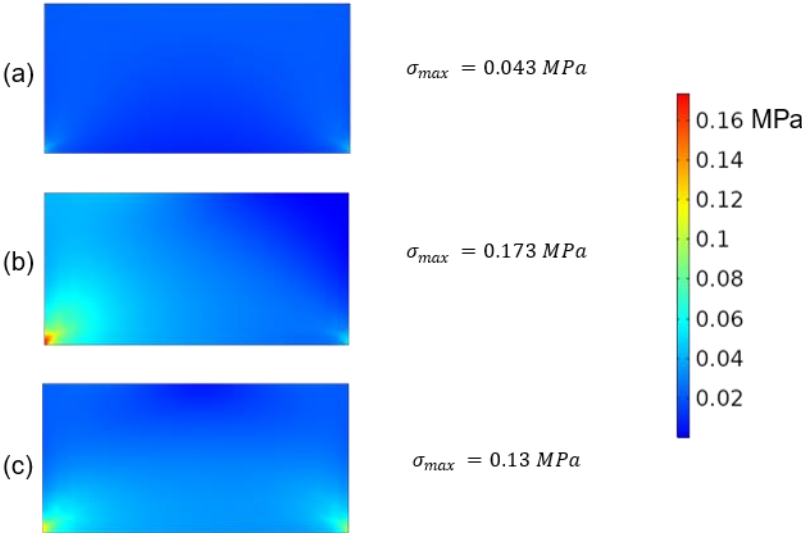 (a)
σmax = 0.043 MPa
0.16 MPa
0.14
0.12
0.1
0.08
0.06
0.04
0.02
(b)
σmax = 0.173 MPa
(c)
σmax = 0.13 MPa